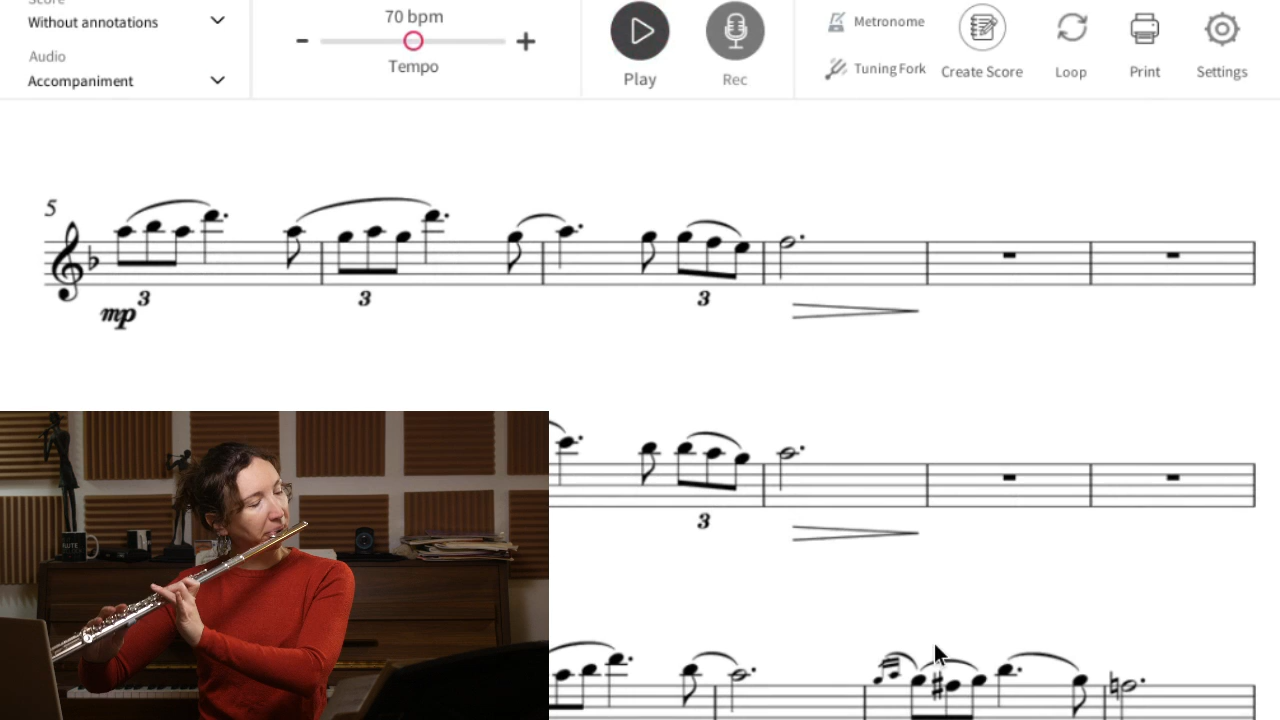 Score
Without annotations
Audio
Accompaniment
70 bpm
Tempo
Play
Rec
Metronome
Tuning Fork
Create Score
Loop
Print
Settings
5
3
3
3
mp
3